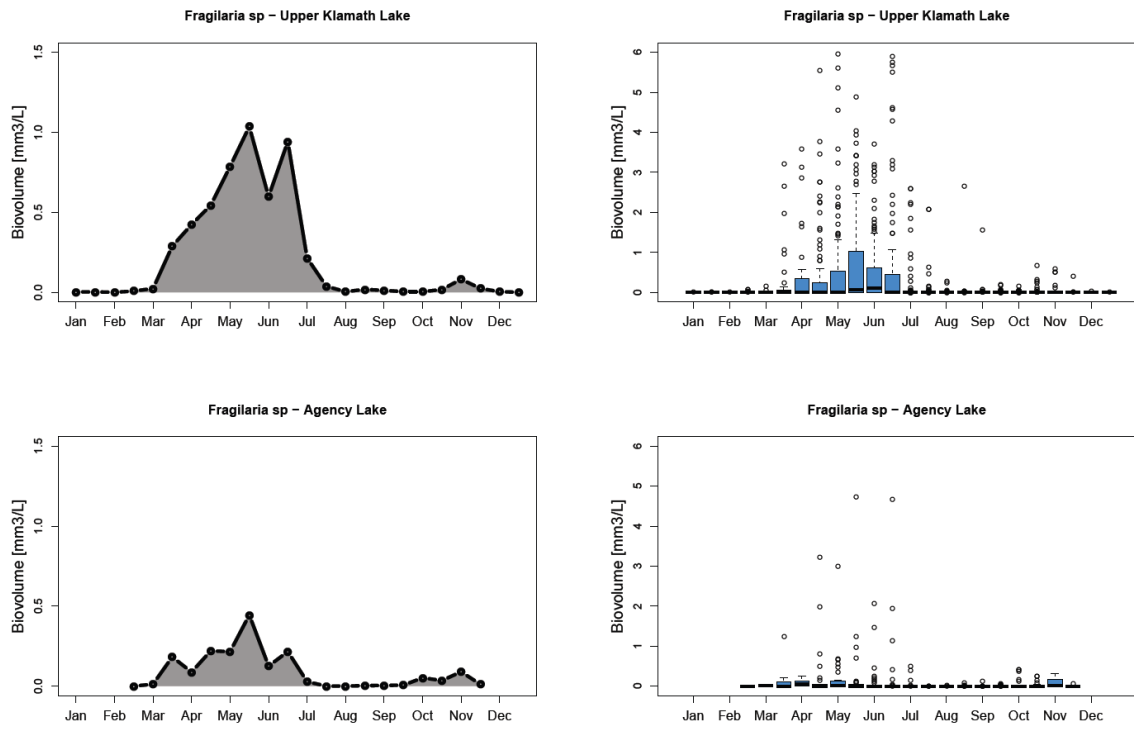 Fragilaria sp − Upper Klamath Lake
Biovolume [mm3/L]
1.5
1.0
0.5
0.0
Jan Feb Mar Apr May Jun Jul Aug Sep Oct Nov Dec
Fragilaria sp − Upper Klamath Lake
Biovolume [mm3/L]
6
5
4
3
2
1
0
Jan Feb Mar Apr May Jun Jul Aug Sep Oct Nov Dec
Fragilaria sp − Agency Lake
Biovolume [mm3/L]
1.5
1.0
0.5
0.0
Jan Feb Mar Apr May Jun Jul Aug Sep Oct Nov Dec
Fragilaria sp − Agency Lake
Biovolume [mm3/L]
6
5
4
3
2
1
0
Jan Feb Mar Apr May Jun Jul Aug Sep Oct Nov Dec